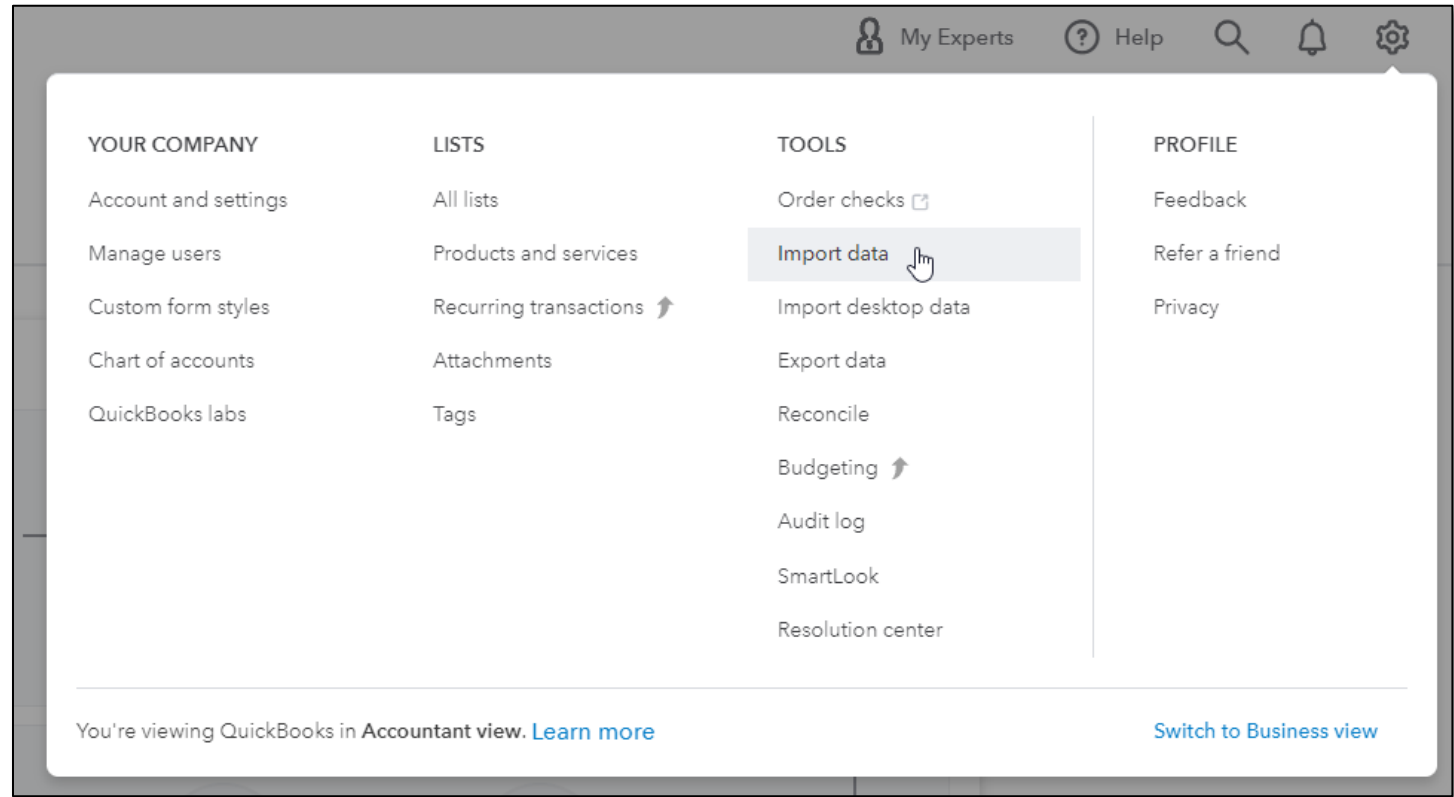 My Experts
Help
YOUR COMPANY
Account and settings
Manage users
Custom form styles
Chart of accounts
QuickBooks labs
LISTS
All lists
Products and services
Recurring transactions
Attachments
Tags
TOOLS
Order checks
Import data
Import desktop data
Export data
Reconcile
Budgeting
Audit log
SmartLook
Resolution center
PROFILE
Feedback
Refer a friend
Privacy
You're viewing QuickBooks in Accountant view. Learn more
Switch to Business view